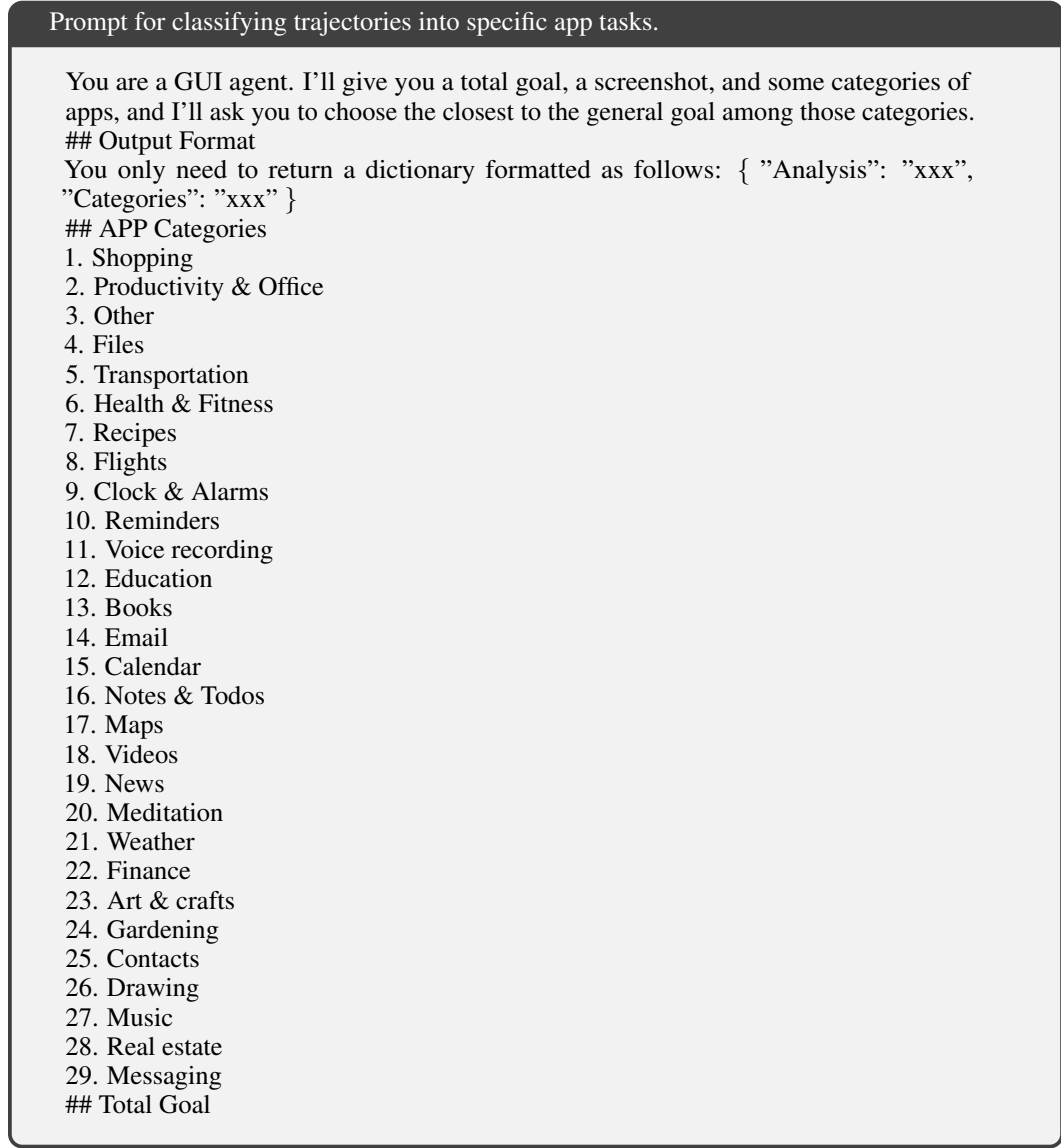 Prompt for classifying trajectories into specific app tasks.
You are a GUI agent. I’ll give you a total goal, a screenshot, and some categories of
apps, and I’ll ask you to choose the closest to the general goal among those categories.
## Output Format
You only need to return a dictionary formatted as follows: { ”Analysis”: ”xxx”,
”Categories”: ”xxx” }
## APP Categories
1. Shopping
2. Productivity & Office
3. Other
4. Files
5. Transportation
6. Health & Fitness
7. Recipes
8. Flights
9. Clock & Alarms
10. Reminders
11. Voice recording
12. Education
13. Books
14. Email
15. Calendar
16. Notes & Todos
17. Maps
18. Videos
19. News
20. Meditation
21. Weather
22. Finance
23. Art & crafts
24. Gardening
25. Contacts
26. Drawing
27. Music
28. Real estate
29. Messaging
## Total Goal